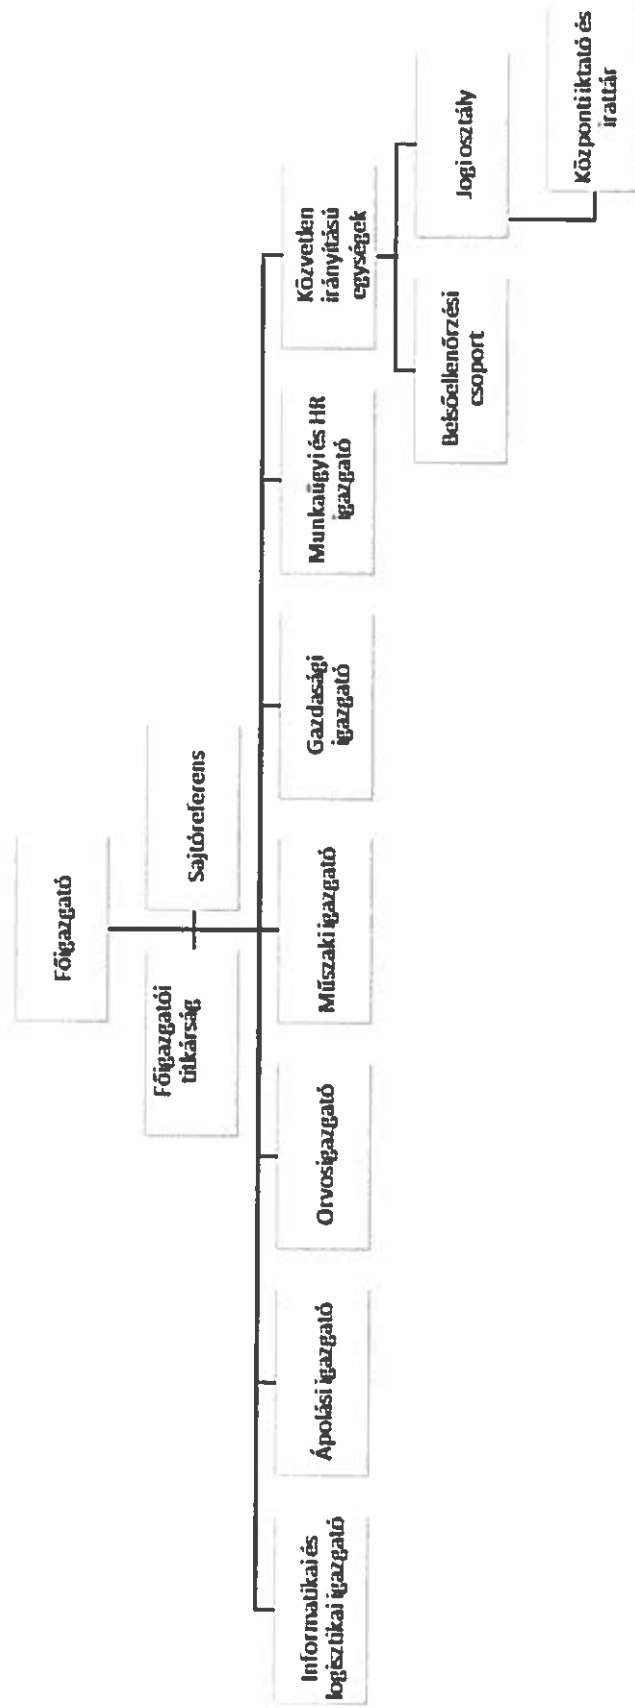 Főigazgató
Főigazgatói
titkárság
Sajtóreferens
Informatikai és
logisztikai igazgató
Ápolási igazgató
Orvosigazgató
Műszaki igazgató
Gazdasági
igazgató
Munkaügyi és HR
igazgató
Közvetlen
irányítású
egységek
Belsőellenőrzési
csoport
Jogi osztály
Központi iktató és
irattár